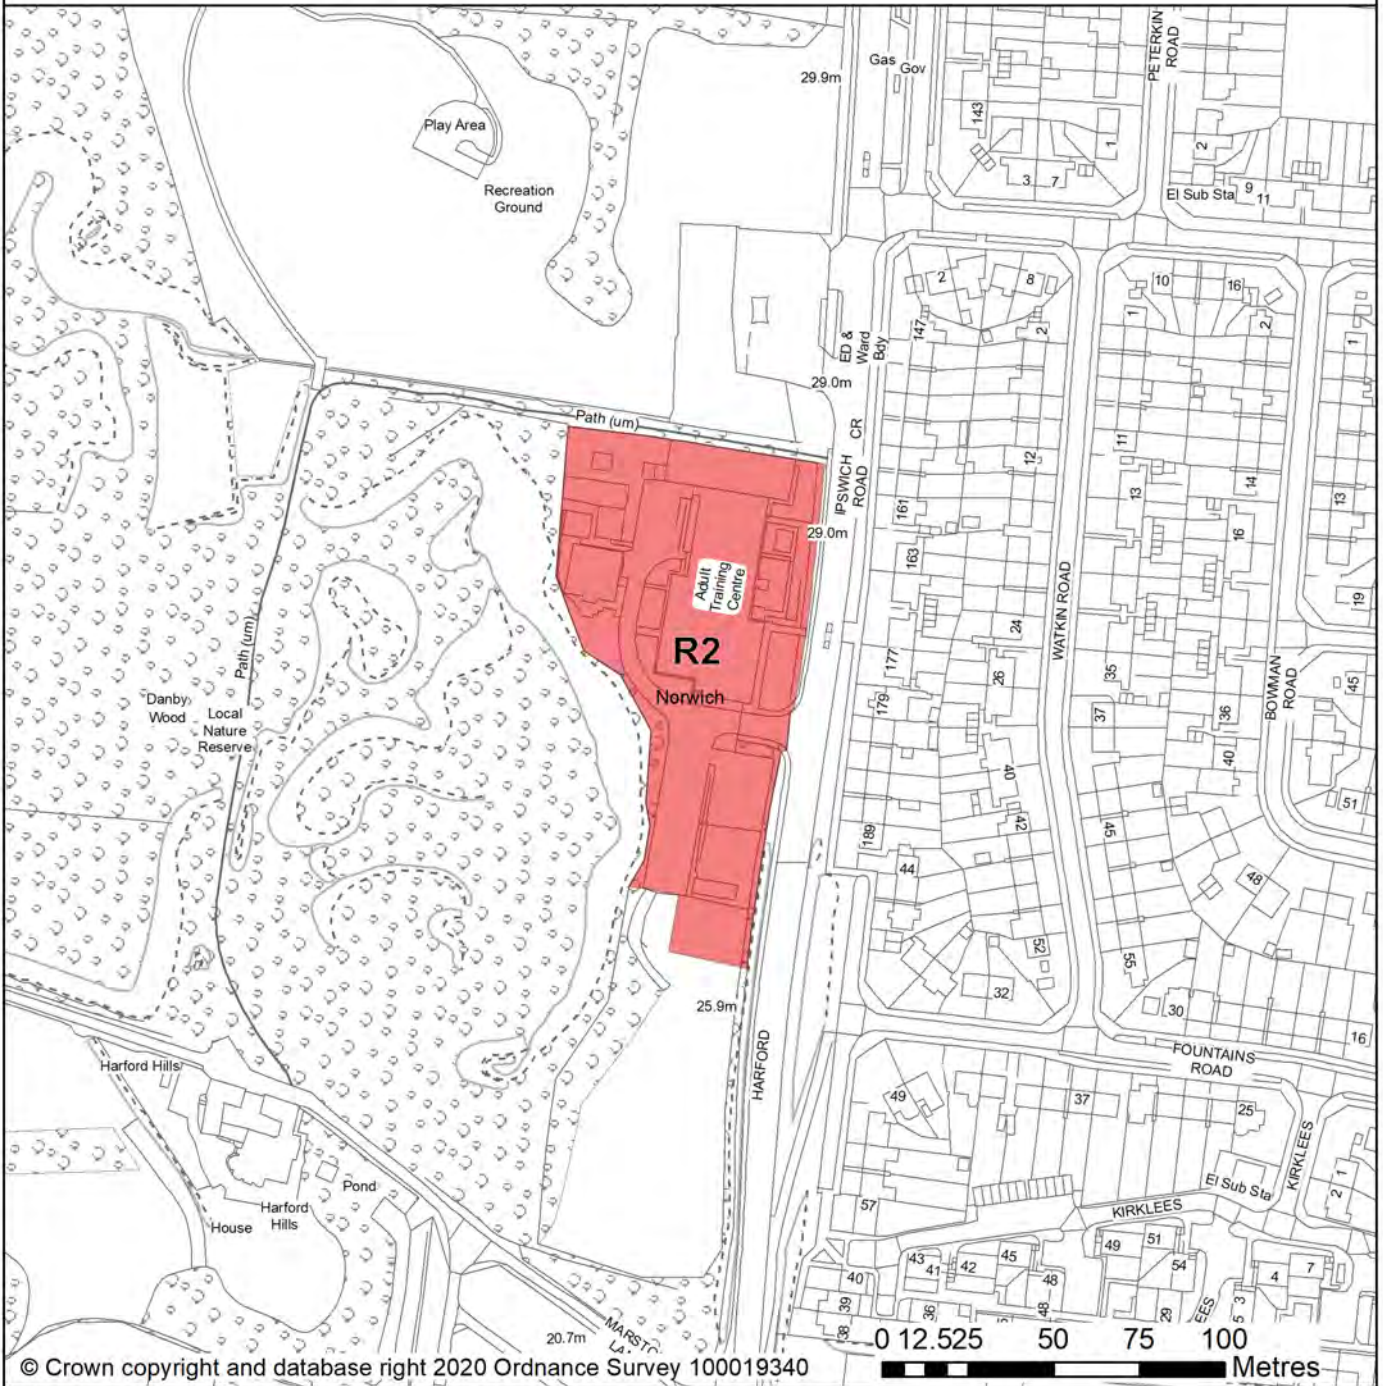 PETERKIN
ROAD
Gas Gov
29.9m
143
1
2
3 7
El Sub Sta
9
11
Play Area
Recreation
Ground
2
8
10
16
147
2
1
2
1
ED &
Ward
Bdy
29.0m
Path (um)
CR
IPSWICH
ROAD
12
11
13
14
13
161
29.0m
163
16
19
Adult
Training
Centre
R2
Norwich
WATKIN ROAD
24
26
177
179
35
37
36
40
45
BOWMAN
ROAD
51
Path (um)
Danby
Wood
Local
Nature
Reserve
40
42
45
189
44
48
52
55
32
30
16
25.9m
HARFORD
FOUNTAINS
ROAD
Harford Hills
49
37
25
KIRKLEES
El Sub Sta
1
2
Pond
Harford
Hills
House
57
KIRKLEES
49
51
54
43
41
42
45
48
4
7
40
39
38
36
48
29
3
5
EES
20.7m
MARSTO
LA
0 12.525 50 75 100
Metres
© Crown copyright and database right 2020 Ordnance Survey 100019340